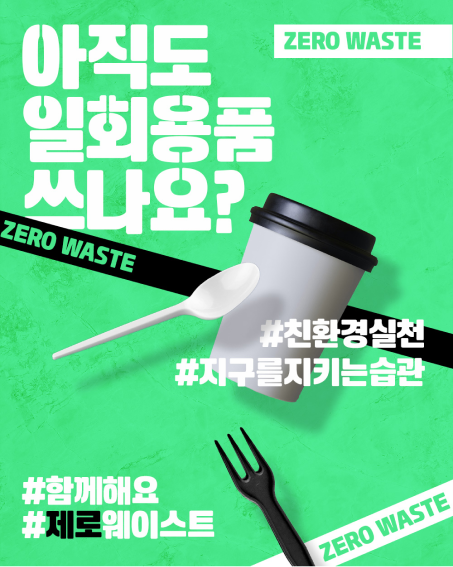 아직도
ZERO WASTE
일회용품
쓰나요?
ZERO WASTE
#친환경실천
#지구를지키는습관
#함께해요
#제로웨이스트
ZERO WASTE